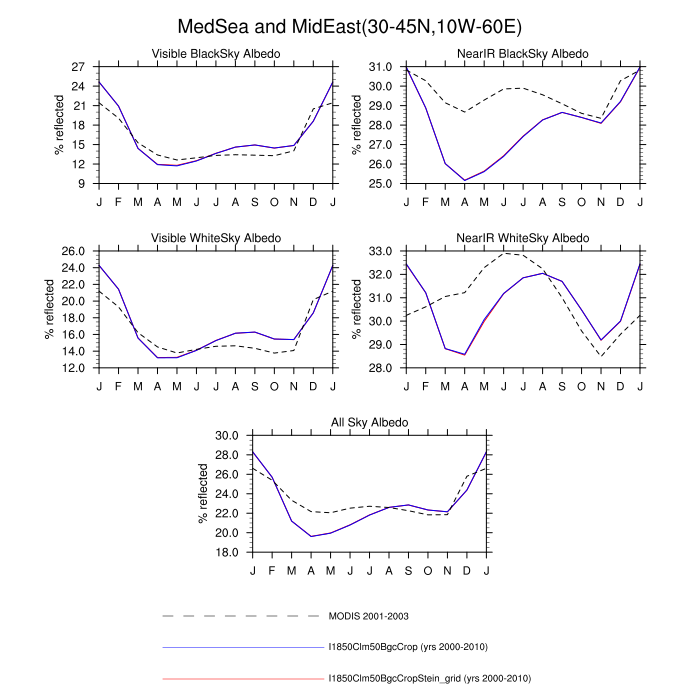 MedSea and MidEast(30-45N,10W-60E)
Visible BlackSky Albedo
% reflected
27
24
21
18
15
12
9
J F M A M J J A S O N D J
NearIR BlackSky Albedo
% reflected
31.0
30.0
29.0
28.0
27.0
26.0
25.0
J F M A M J J A S O N D J
Visible WhiteSky Albedo
% reflected
26.0
24.0
22.0
20.0
18.0
16.0
14.0
12.0
J F M A M J J A S O N D J
NearIR WhiteSky Albedo
% reflected
33.0
32.0
31.0
30.0
29.0
28.0
J F M A M J J A S O N D J
All Sky Albedo
% reflected
30.0
28.0
26.0
24.0
22.0
20.0
18.0
J F M A M J J A S O N D J
MODIS 2001-2003
I1850Clm50BgcCrop (yrs 2000-2010)
I1850Clm50BgcCropStein_grid (yrs 2000-2010)